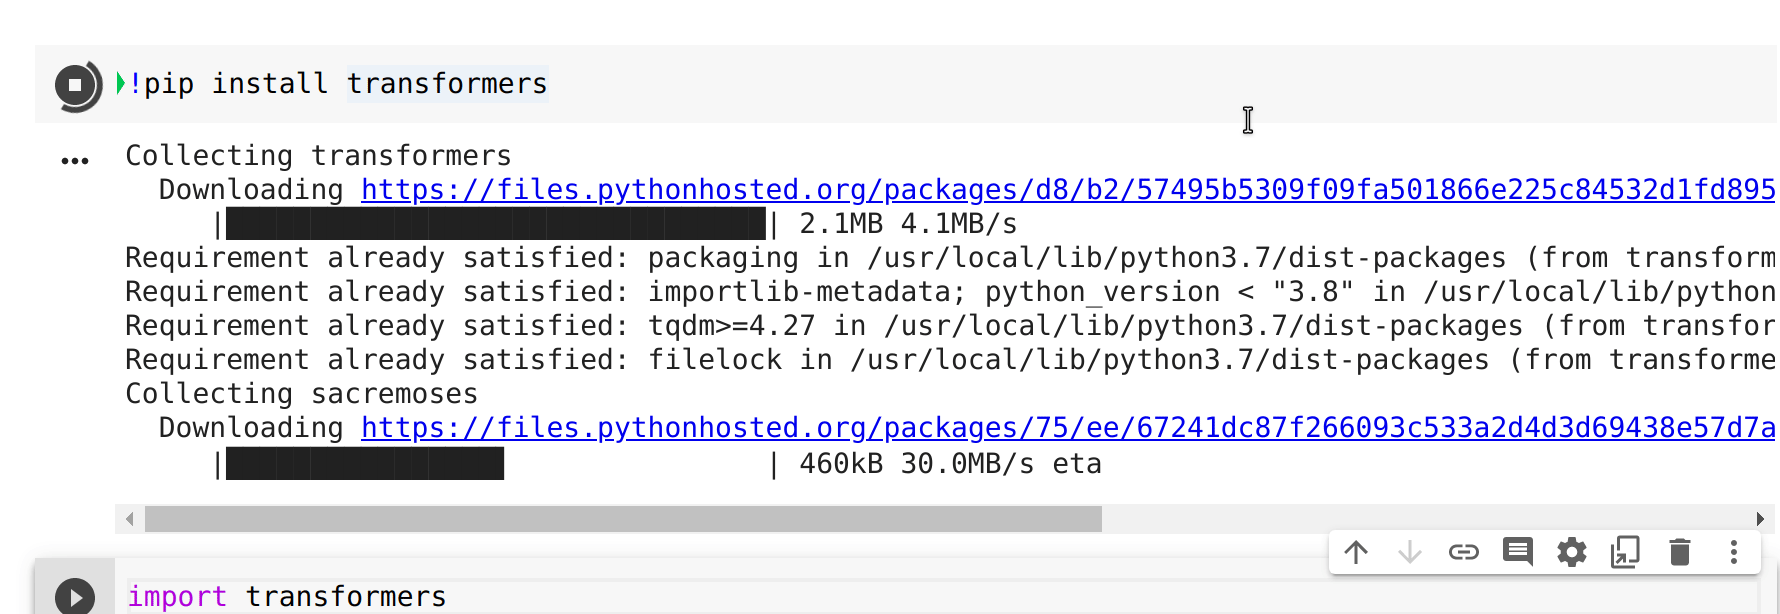 !pip install transformers
Collecting transformers
Downloading https://files.pythonhosted.org/packages/d8/b2/57495b5309f09fa501866e225c84532d1fd895
| 2.1MB 4.1MB/s
Requirement already satisfied: packaging in /usr/local/lib/python3.7/dist-packages (from transform
Requirement already satisfied: importlib-metadata; python_version < "3.8" in /usr/local/lib/python
Requirement already satisfied: tqdm>=4.27 in /usr/local/lib/python3.7/dist-packages (from transfor
Requirement already satisfied: filelock in /usr/local/lib/python3.7/dist-packages (from transforme
Collecting sacremoses
Downloading https://files.pythonhosted.org/packages/75/ee/67241dc87f266093c533a2d4d3d69438e57d7a
| 460kB 30.0MB/s eta
import transformers